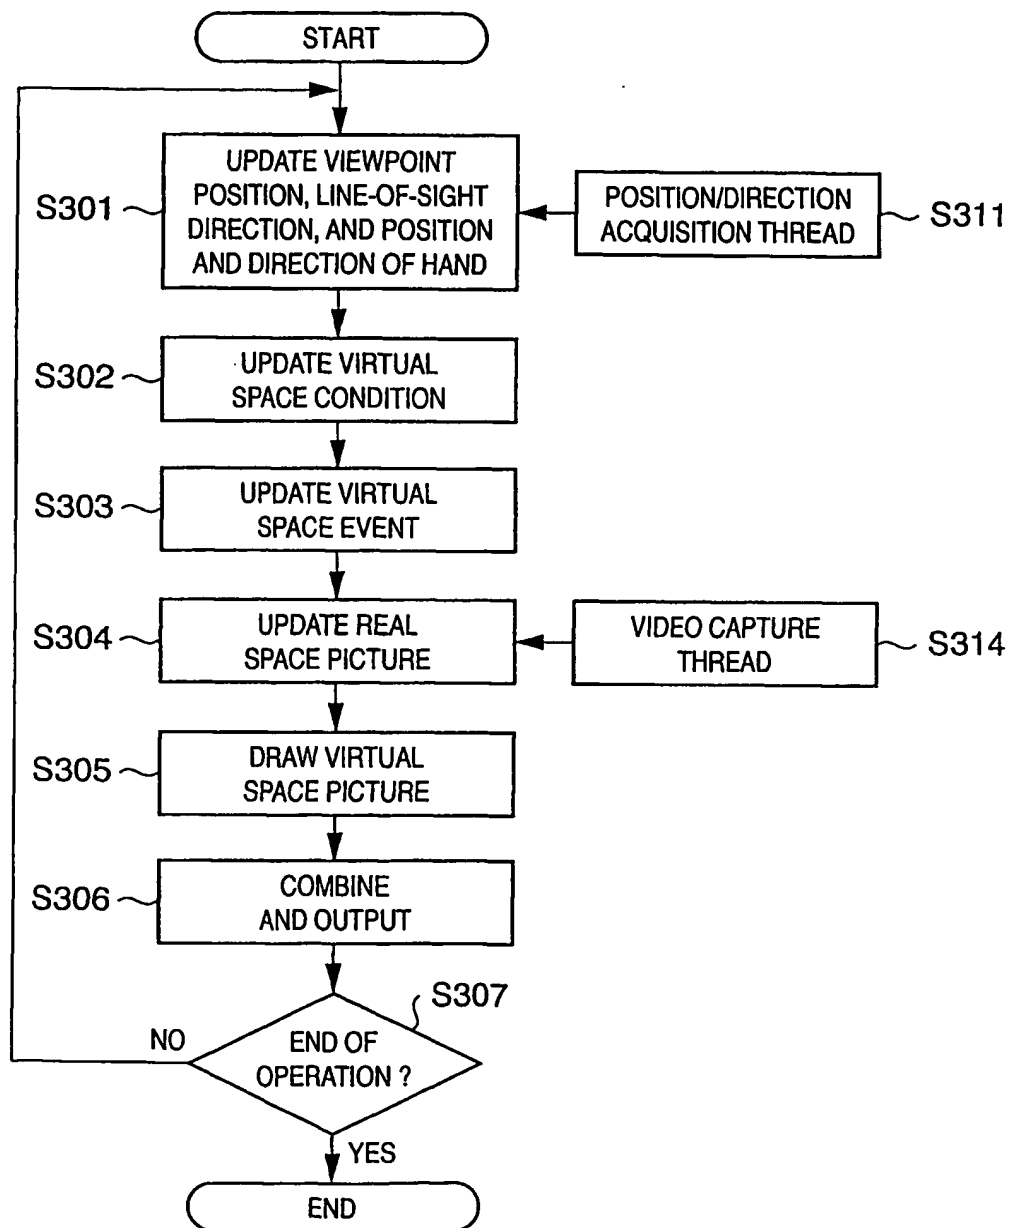 START
S301
UPDATE VIEWPOINT
POSITION, LINE-OF-SIGHT
DIRECTION, AND POSITION
AND DIRECTION OF HAND
POSITION/DIRECTION
ACQUISITION THREAD
S311
S302
UPDATE VIRTUAL
SPACE CONDITION
S303
UPDATE VIRTUAL
SPACE EVENT
S304
UPDATE REAL
SPACE PICTURE
VIDEO CAPTURE
THREAD
S314
S305
DRAW VIRTUAL
SPACE PICTURE
S306
COMBINE
AND OUTPUT
S307
NO
END OF
OPERATION ?
YES
END